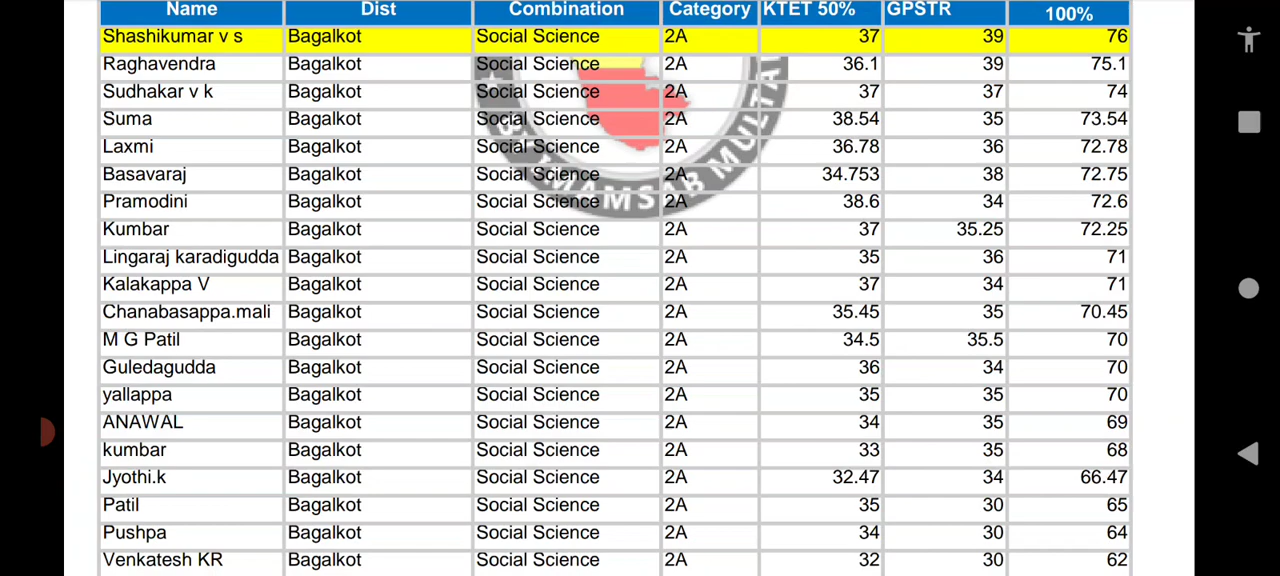 Name Dist Combination Category KTET 50% GPSTR 100%
Shashikumar v s Bagalkot Social Science 2A 37 39 76
Raghavendra Bagalkot Social Science 2A 36.1 39 75.1
Sudhakar v k Bagalkot Social Science 2A 37 37 74
Suma Bagalkot Social Science 2A 38.54 35 73.54
Laxmi Bagalkot Social Science 2A 36.78 36 72.78
Basavaraj Bagalkot Social Science 2A 34.753 38 72.75
Pramodini Bagalkot Social Science 2A 38.6 34 72.6
Kumbar Bagalkot Social Science 2A 37 35.25 72.25
Lingaraj karadigudda Bagalkot Social Science 2A 35 36 71
Kalakappa V Bagalkot Social Science 2A 37 34 71
Chanabasappa.mali Bagalkot Social Science 2A 35.45 35 70.45
M G Patil Bagalkot Social Science 2A 34.5 35.5 70
Guledagudda Bagalkot Social Science 2A 36 34 70
yallappa Bagalkot Social Science 2A 35 35 70
ANAWAL Bagalkot Social Science 2A 34 35 69
kumbar Bagalkot Social Science 2A 33 35 68
Jyothi.k Bagalkot Social Science 2A 32.47 34 66.47
Patil Bagalkot Social Science 2A 35 30 65
Pushpa Bagalkot Social Science 2A 34 30 64
Venkatesh KR Bagalkot Social Science 2A 32 30 62